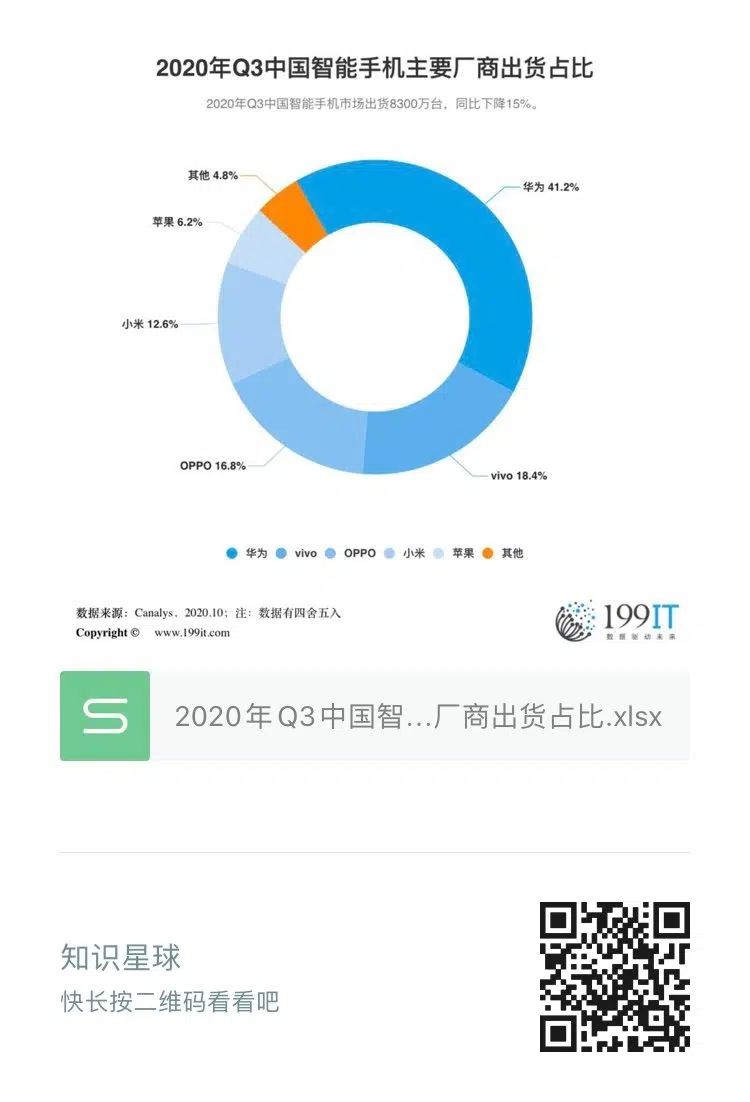 2020年Q3中国智能手机主要厂商出货占比
2020年Q3中国智能手机市场出货8300万台，同比下降15%。
其他 4.8%
华为 41.2%
苹果 6.2%
小米 12.6%
OPPO 16.8%
vivo 18.4%
华为 vivo OPPO 小米 苹果 其他
数据来源：Canalys，2020.10；注：数据有四舍五入
Copyright © www.199it.com
199IT
数据驱动未来
2020年Q3中国智...厂商出货占比.xlsx
知识星球
快长按二维码看看吧